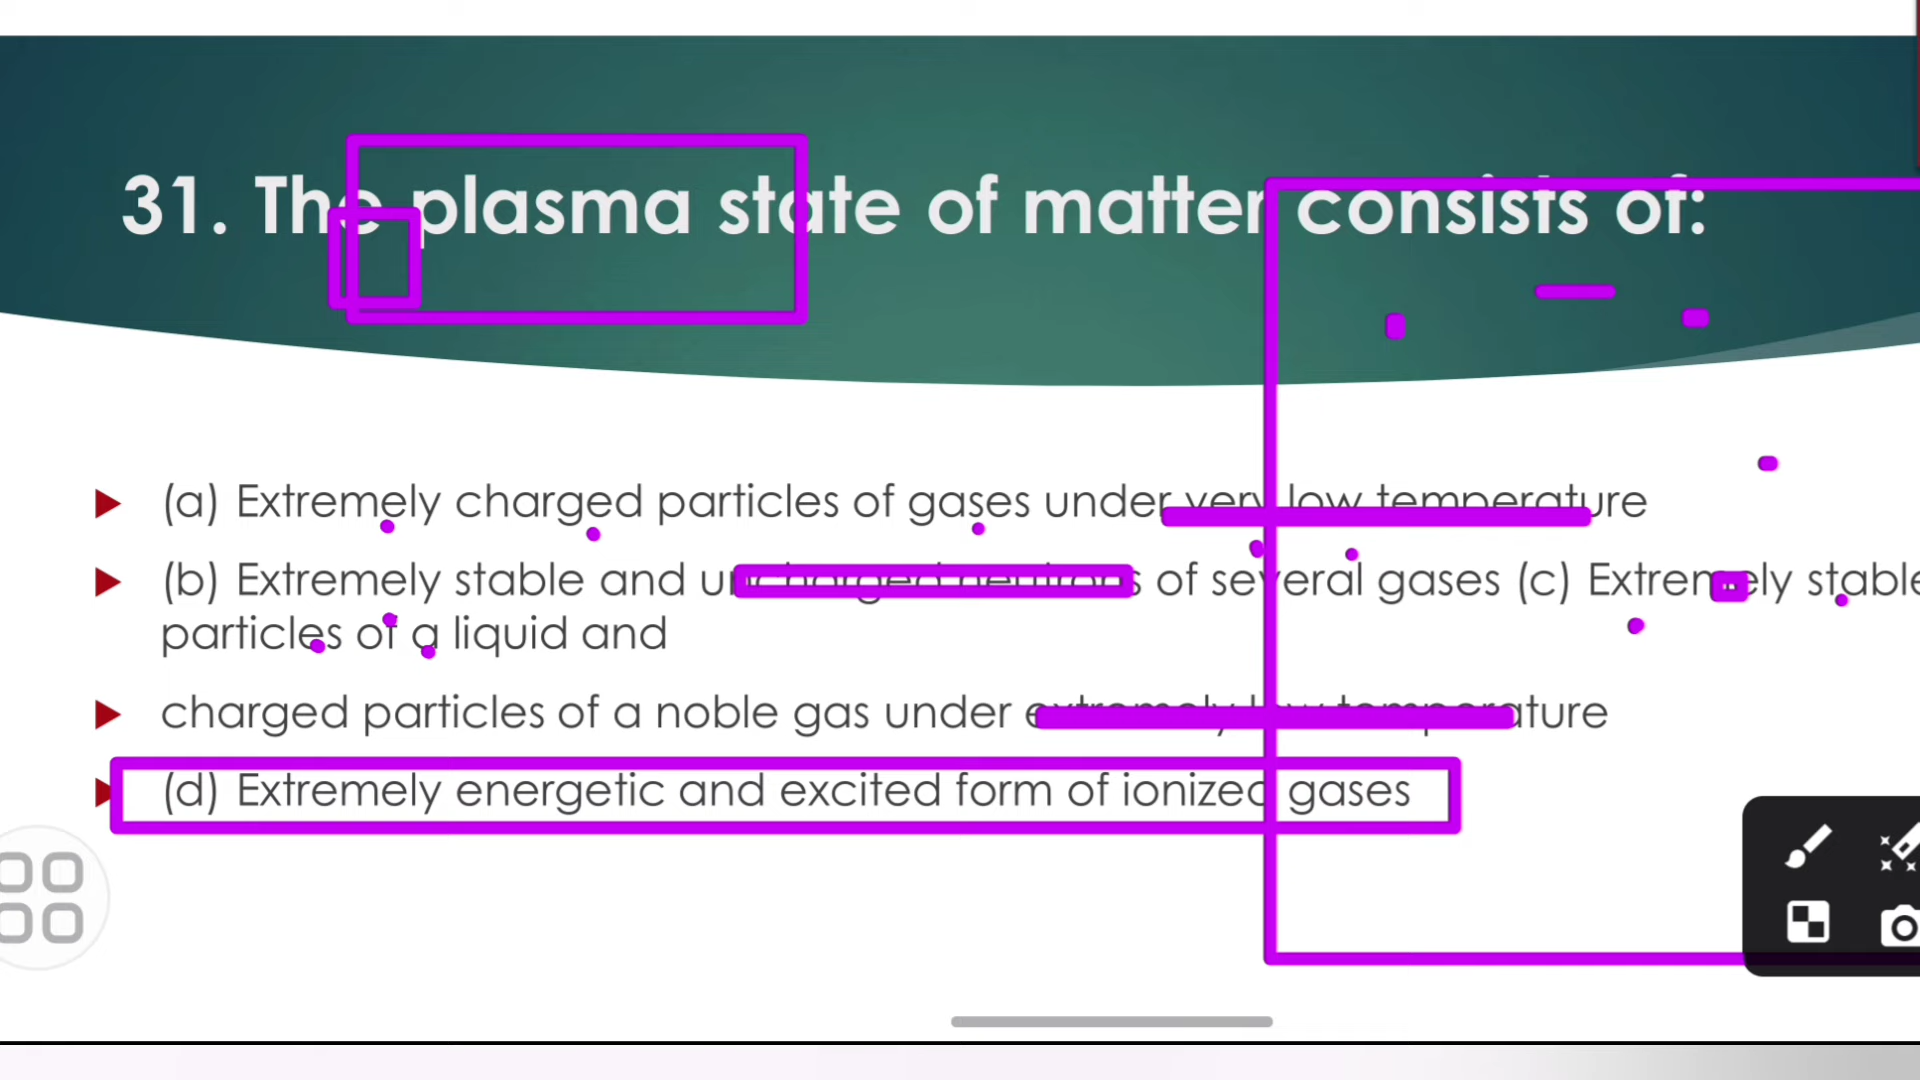 31. The plasma state of matter consists of:
(a) Extremely charged particles of gases under very low temperature
(b) Extremely stable and uncharged neutrons of several gases (c) Extremely stable
particles of a liquid and
charged particles of a noble gas under extremely low temperature
(d) Extremely energetic and excited form of ionized gases